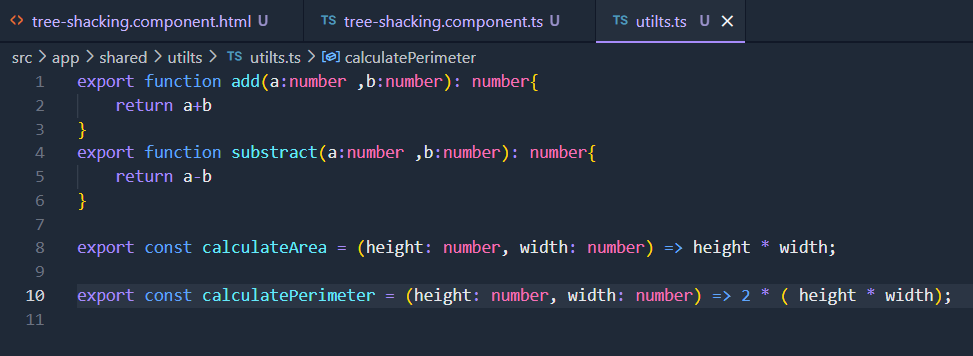 <> tree-shacking.component.html U TS tree-shacking.component.ts U TS utilts.ts U ×
src > app > shared > utilts > TS utilts.ts > calculatePerimeter
1 export function add(a:number ,b:number): number{
2 return a+b
3 }
4 export function substract(a:number ,b:number): number{
5 return a-b
6 }
7
8 export const calculateArea = (height: number, width: number) => height * width;
9
10 export const calculatePerimeter = (height: number, width: number) => 2 * ( height * width);
11